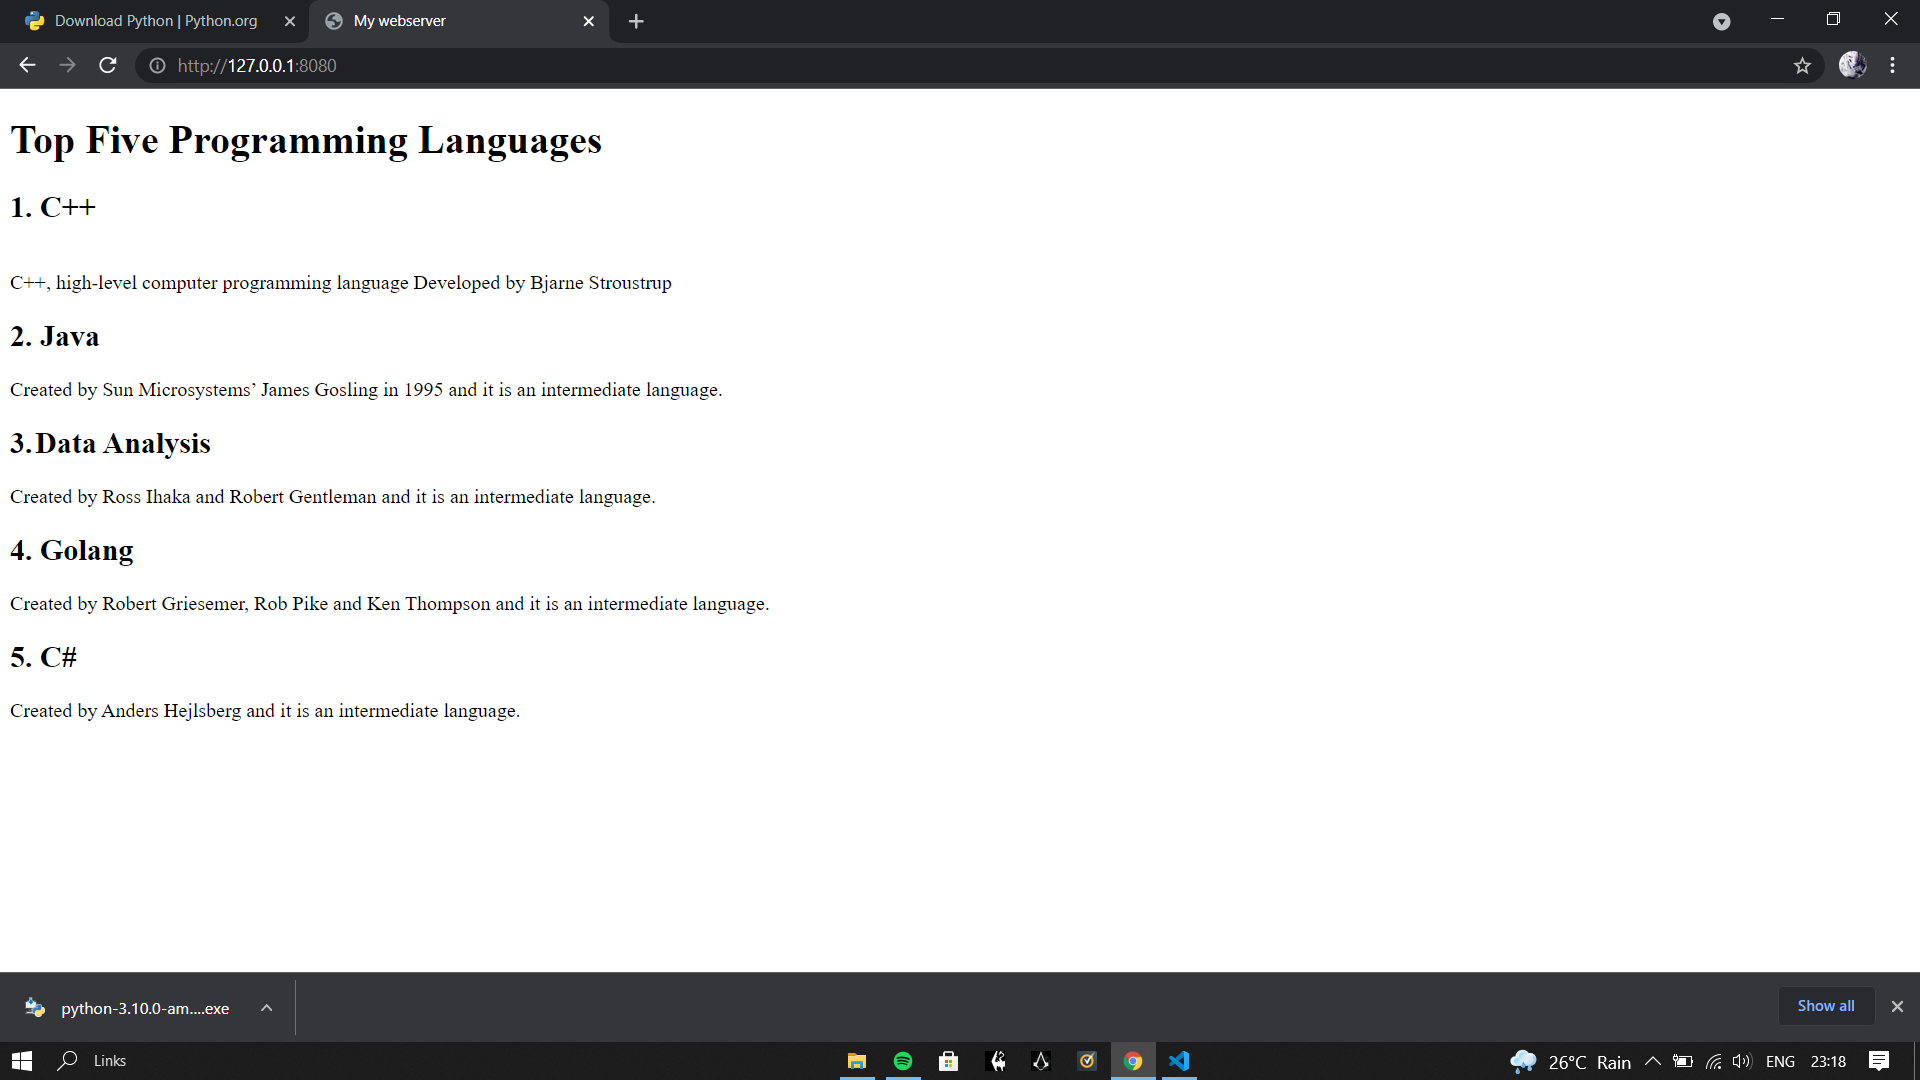 Download Python | Python.org
My webserver
http://127.0.0.1:8080
Top Five Programming Languages
1. C++
C++, high-level computer programming language Developed by Bjarne Stroustrup
2. Java
Created by Sun Microsystems’ James Gosling in 1995 and it is an intermediate language.
3.Data Analysis
Created by Ross Ihaka and Robert Gentleman and it is an intermediate language.
4. Golang
Created by Robert Griesemer, Rob Pike and Ken Thompson and it is an intermediate language.
5. C#
Created by Anders Hejlsberg and it is an intermediate language.
python-3.10.0-am....exe
Show all
Links
26°C Rain
ENG
23:18